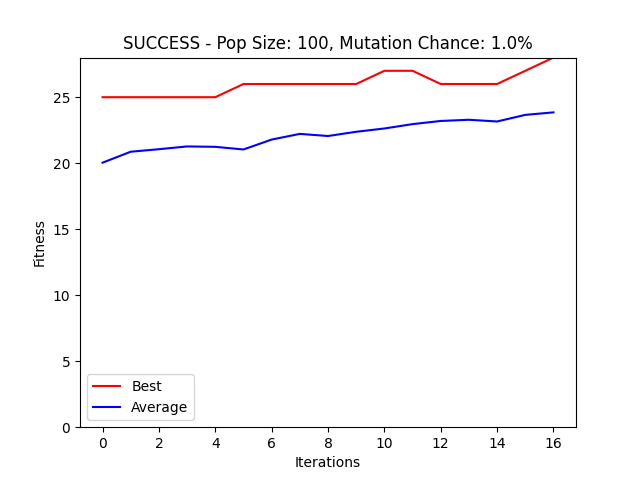 SUCCESS - Pop Size: 100, Mutation Chance: 1.0%
25
20
15
10
5
0
Fitness
Best
Average
0 2 4 6 8 10 12 14 16
Iterations